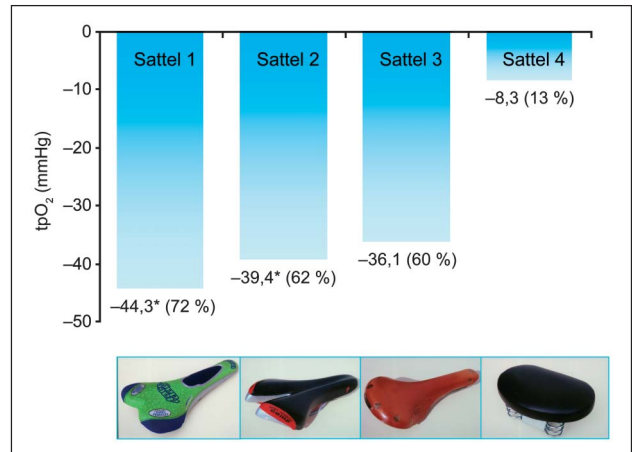 0
–10
–20
–30
–40
–50
tpO₂ (mmHg)
Sattel 1
Sattel 2
Sattel 3
Sattel 4
–44,3* (72 %)
–39,4* (62 %)
–36,1 (60 %)
–8,3 (13 %)